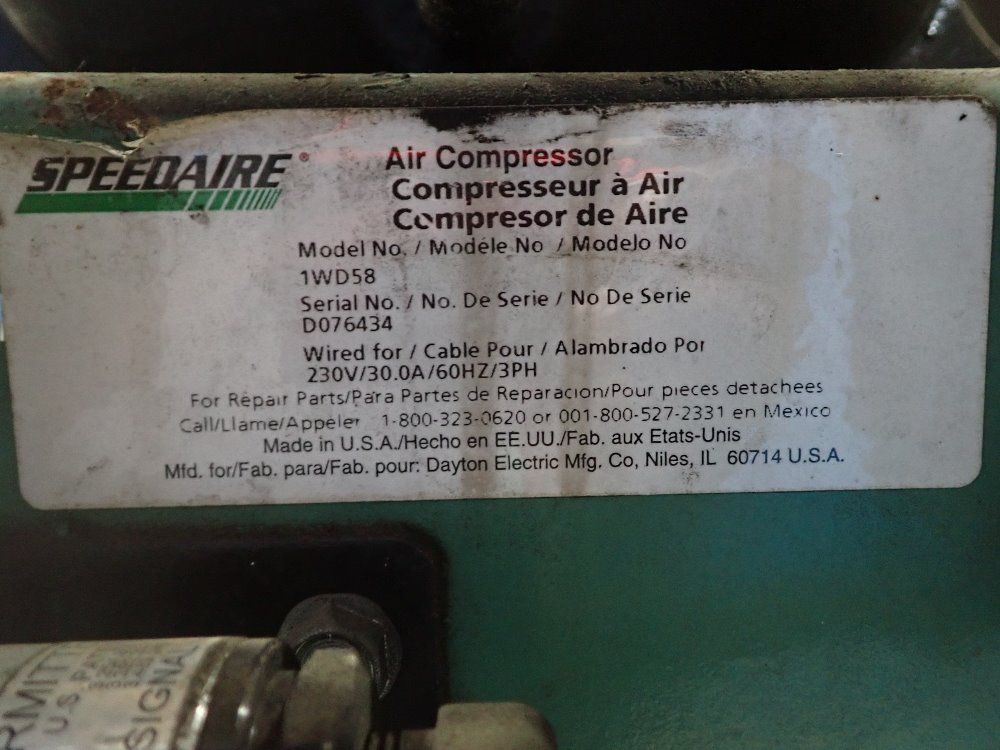 SPEEDAIRE®
Air Compressor
Compresseur à Air
Compresor de Aire
Model No. / Modéle No / Modelo No
1WD58
Serial No. / No. De Serie / No De Serie
D076434
Wired for / Cable Pour / Alambrado Por
230V/30.0A/60HZ/3PH
For Repair Parts/Para Partes de Reparacion/Pour pieces detachees
Call/Llame/Appeler 1-800-323-0620 or 001-800-527-2331 en Mexico
Made in U.S.A./Hecho en EE.UU./Fab. aux Etats-Unis
Mfd. for/Fab. para/Fab. pour: Dayton Electric Mfg. Co, Niles, IL 60714 U.S.A.
RMIT
U.S. PA
SIGNAL